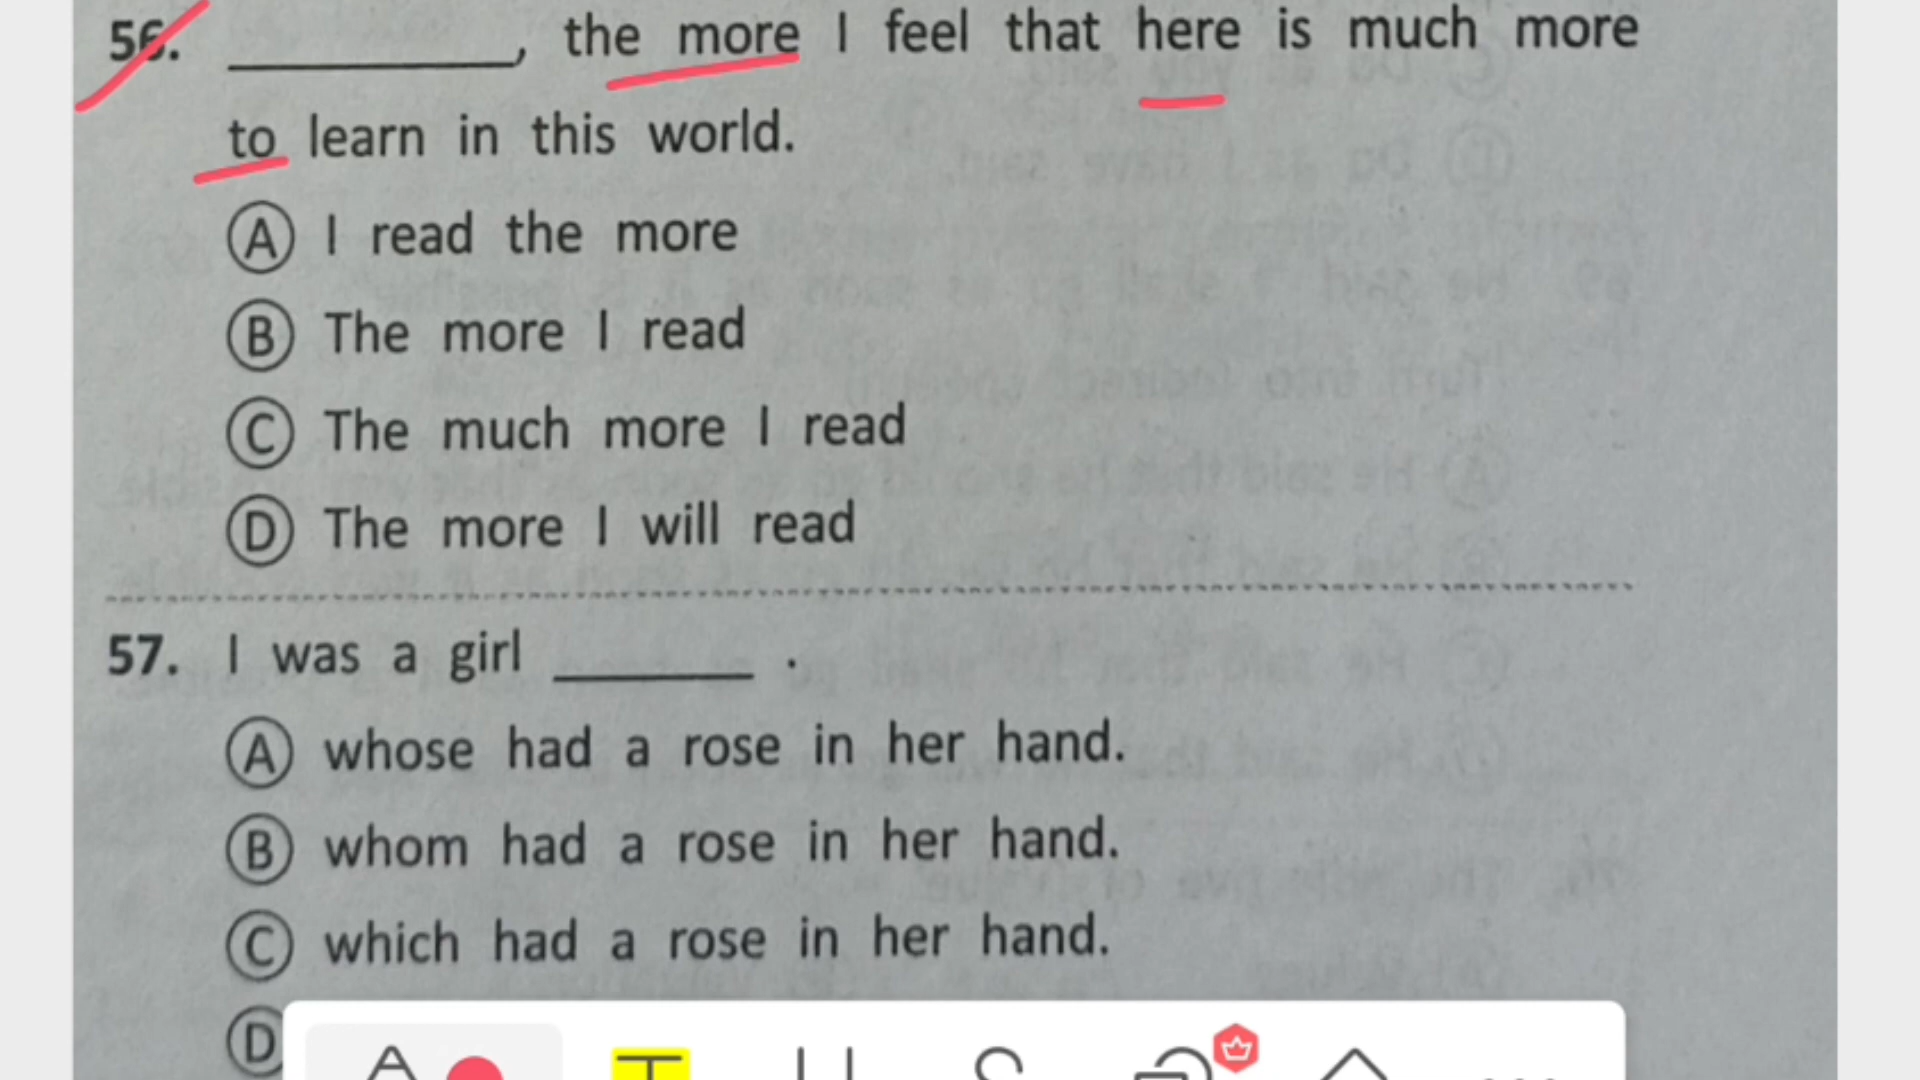 56. __________, the more I feel that here is much more
to learn in this world.
A I read the more
B The more I read
C The much more I read
D The more I will read
57. I was a girl _______ .
A whose had a rose in her hand.
B whom had a rose in her hand.
C which had a rose in her hand.
D